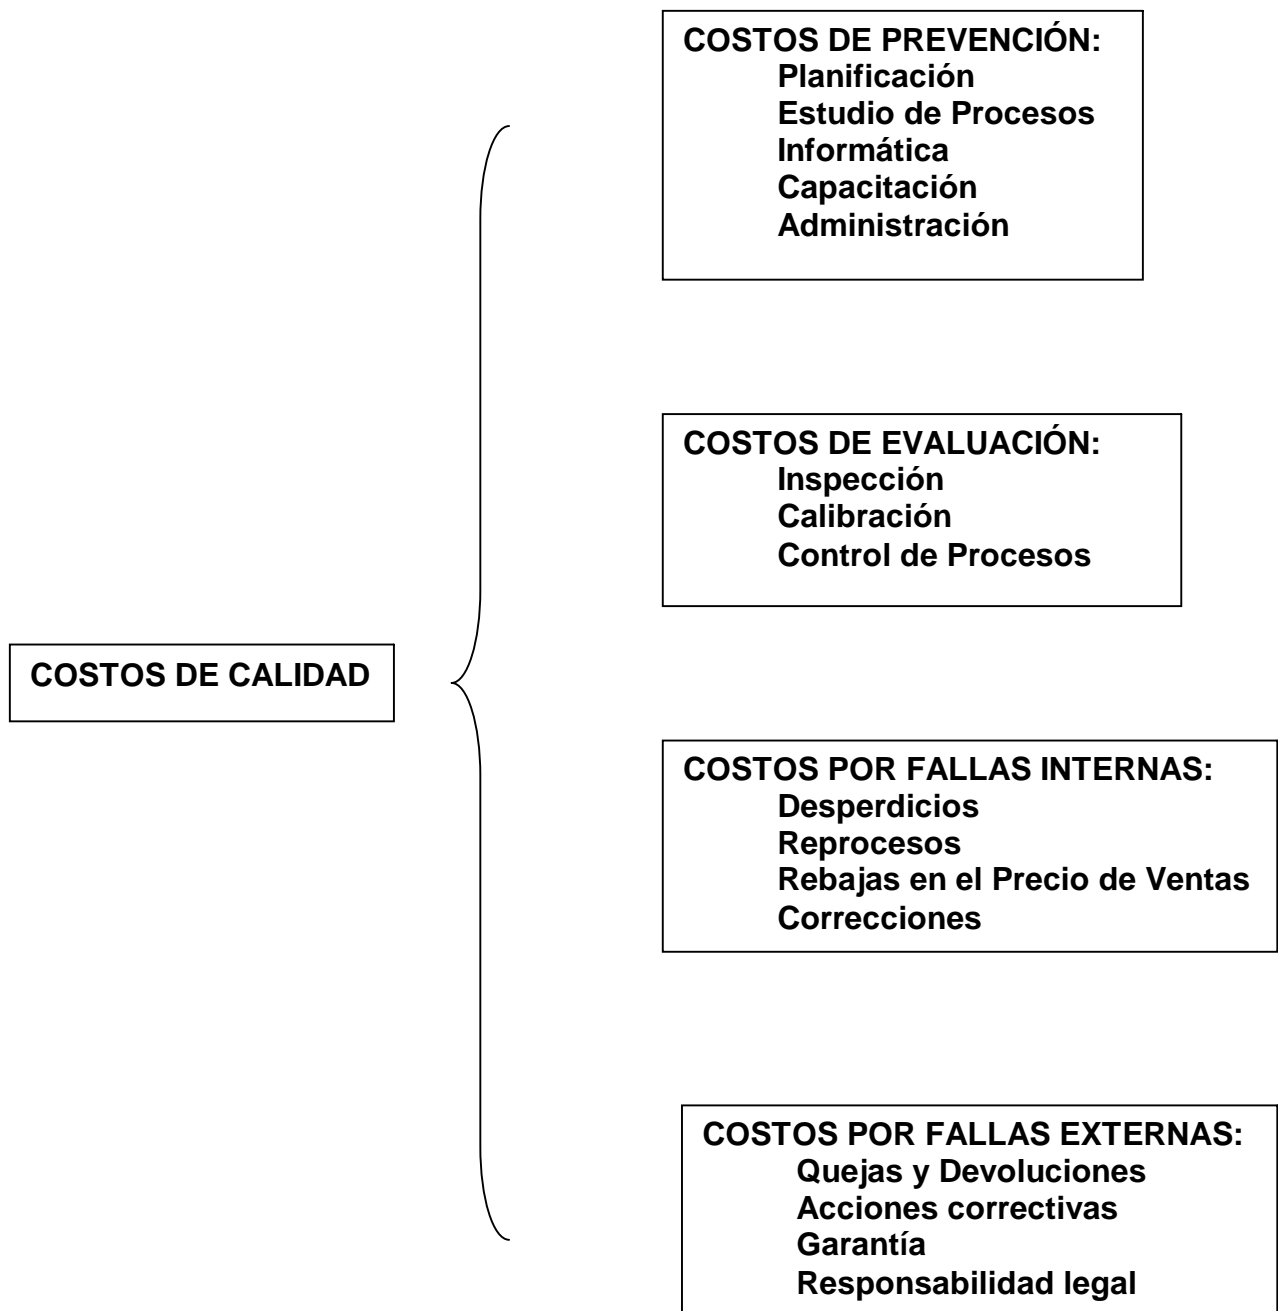 COSTOS DE PREVENCIÓN:
Planificación
Estudio de Procesos
Informática
Capacitación
Administración
COSTOS DE EVALUACIÓN:
Inspección
Calibración
Control de Procesos
COSTOS DE CALIDAD
COSTOS POR FALLAS INTERNAS:
Desperdicios
Reprocesos
Rebajas en el Precio de Ventas
Correcciones
COSTOS POR FALLAS EXTERNAS:
Quejas y Devoluciones
Acciones correctivas
Garantía
Responsabilidad legal